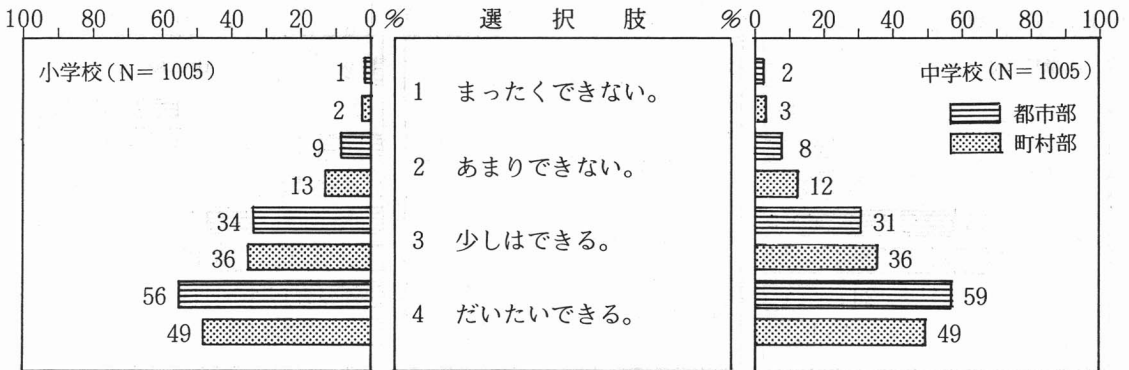 100 80 60 40 20 0 % 選択肢 % 0 20 40 60 80 100
小学校(N=1005)
中学校(N=1005)
都市部
町村部
1 まったくできない。
1
2
2
3
2 あまりできない。
9
13
8
12
3 少しはできる。
34
36
31
36
4 だいたいできる。
56
49
59
49